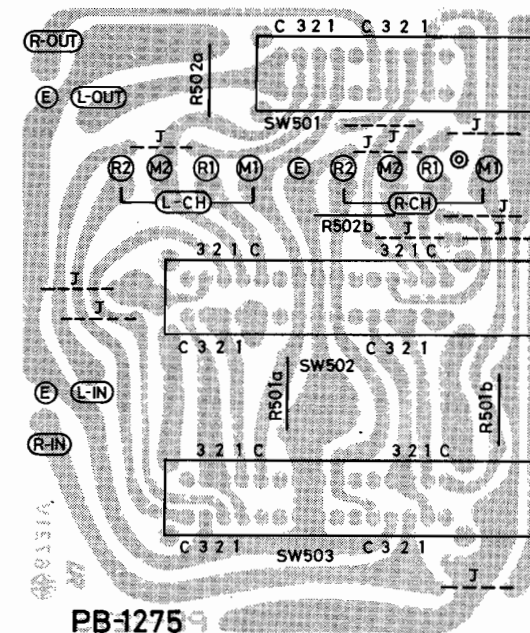 C 3 2 1 C 3 2 1
R-OUT
R502a
E L-OUT
SW501
J J J J
R2 M2 R1 M1 E R2 M2 R1 M1
L-CH R-CH
R502b J
J J
3 2 1 C 3 2 1 C
J
J
C 3 2 1 C 3 2 1
SW502
E L-IN R501a R501b
R-IN
3 2 1 C 3 2 1 C
C 3 2 1 C 3 2 1
SW503
J
PB-1275